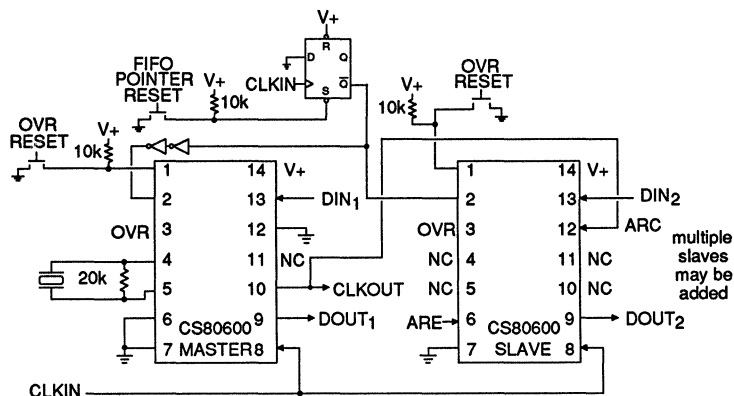 V+
R
D Q
CLKIN
Q
S
FIFO
POINTER
RESET
V+
10k
OVR
RESET
V+
10k
OVR RESET
V+
10k
1 14 V+
2 13 DIN1
OVR 3 12
4 11 NC
20k
5 10 CLKOUT
6 CS80600 9 DOUT1
7 MASTER 8
CLKIN
1 14 V+
2 13 DIN2
OVR 3 12 ARC
NC 4 11 NC
NC 5 10 NC
ARE 6 CS80600 9 DOUT2
7 SLAVE 8
multiple
slaves
may be
added